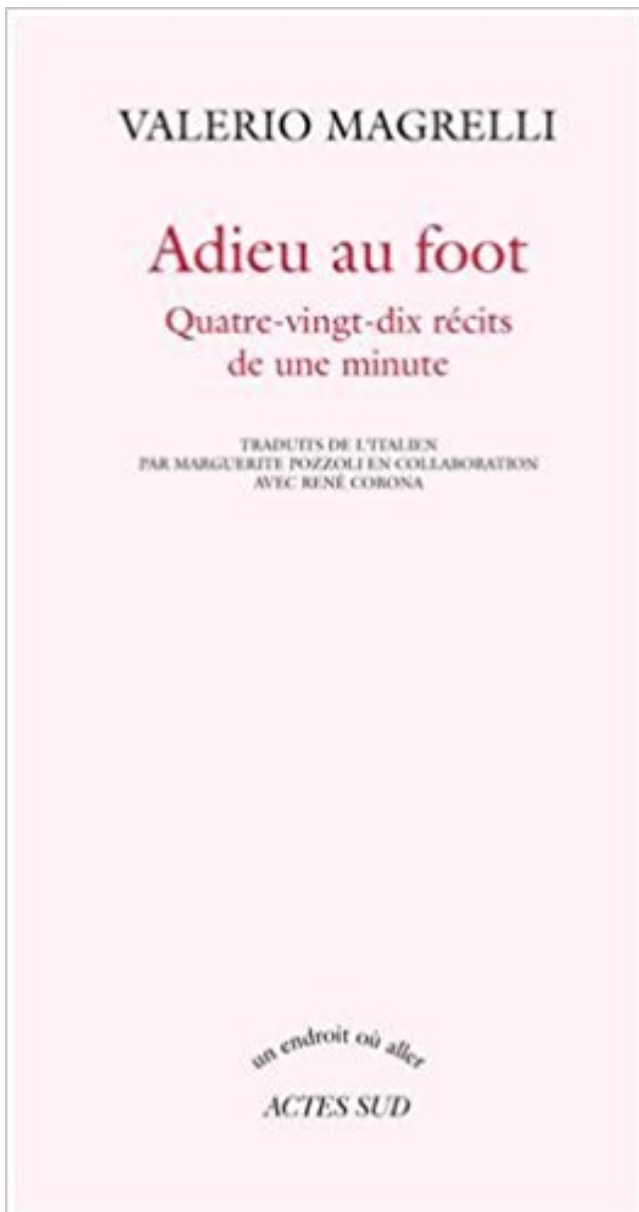 VALERIO MAGRELLI
Adieu au foot
Quatre-vingt-dix récits
de une minute
TRADUITS DE L'ITALIEN
PAR MARGUERITE POZZOLI EN COLLABORATION
AVEC RENÉ CORONA
un endroit où aller
ACTES SUD